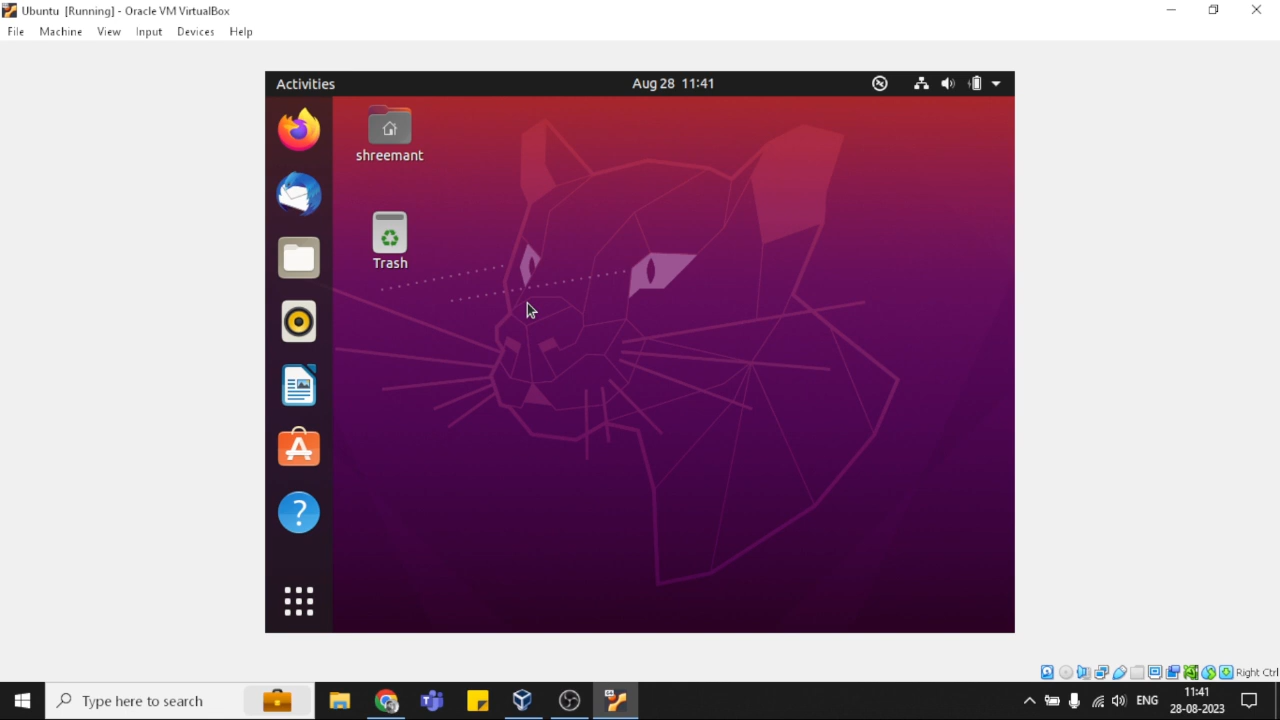 Ubuntu [Running] - Oracle VM VirtualBox
File Machine View Input Devices Help
Activities Aug 28 11:41
shreemant
Trash
?
Right Ctrl
Type here to search
ENG
11:41
28-08-2023